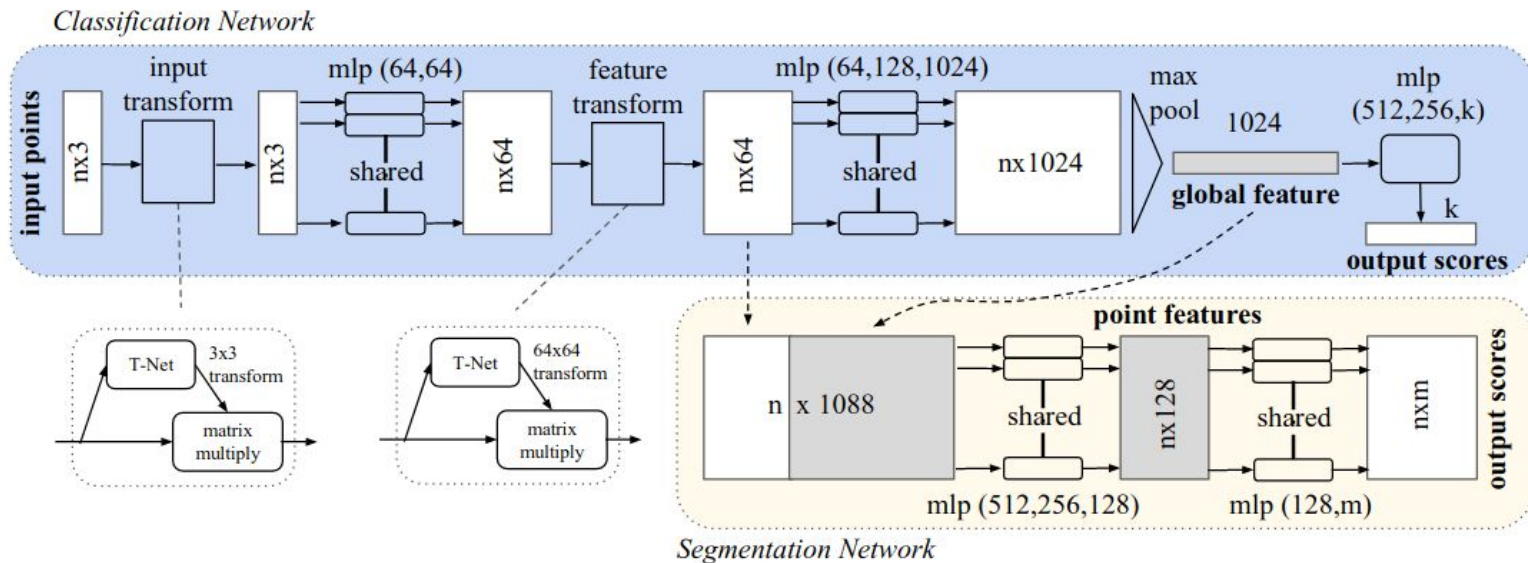 Classification Network
input points
nx3
input
transform
nx3
mlp (64,64)
shared
nx64
feature
transform
nx64
mlp (64,128,1024)
shared
nx1024
max
pool
1024
global feature
mlp
(512,256,k)
k
output scores
T-Net
3x3
transform
matrix
multiply
T-Net
64x64
transform
matrix
multiply
point features
n x 1088
shared
mlp (512,256,128)
nx128
shared
mlp (128,m)
nxm
output scores
Segmentation Network